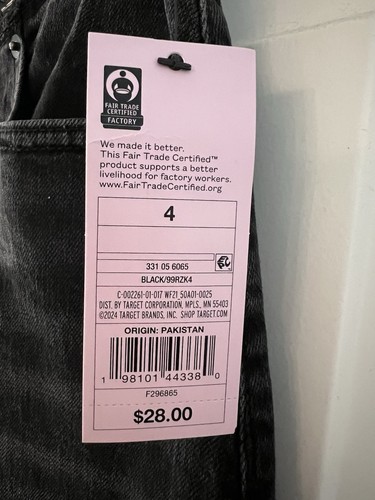 FAIR TRADE
CERTIFIED
FACTORY
We made it better.
This Fair Trade Certified™
product supports a better
livelihood for factory workers.
www.FairTradeCertified.org
4
331 05 6065
BLACK/99RZK4
C-002261-01-017 WF21_50A01-0025
DIST. BY TARGET CORPORATION, MPLS., MN 55403
©2024 TARGET BRANDS, INC. SHOP TARGET.COM
ORIGIN: PAKISTAN
1 98101 44338 0
F296865
$28.00